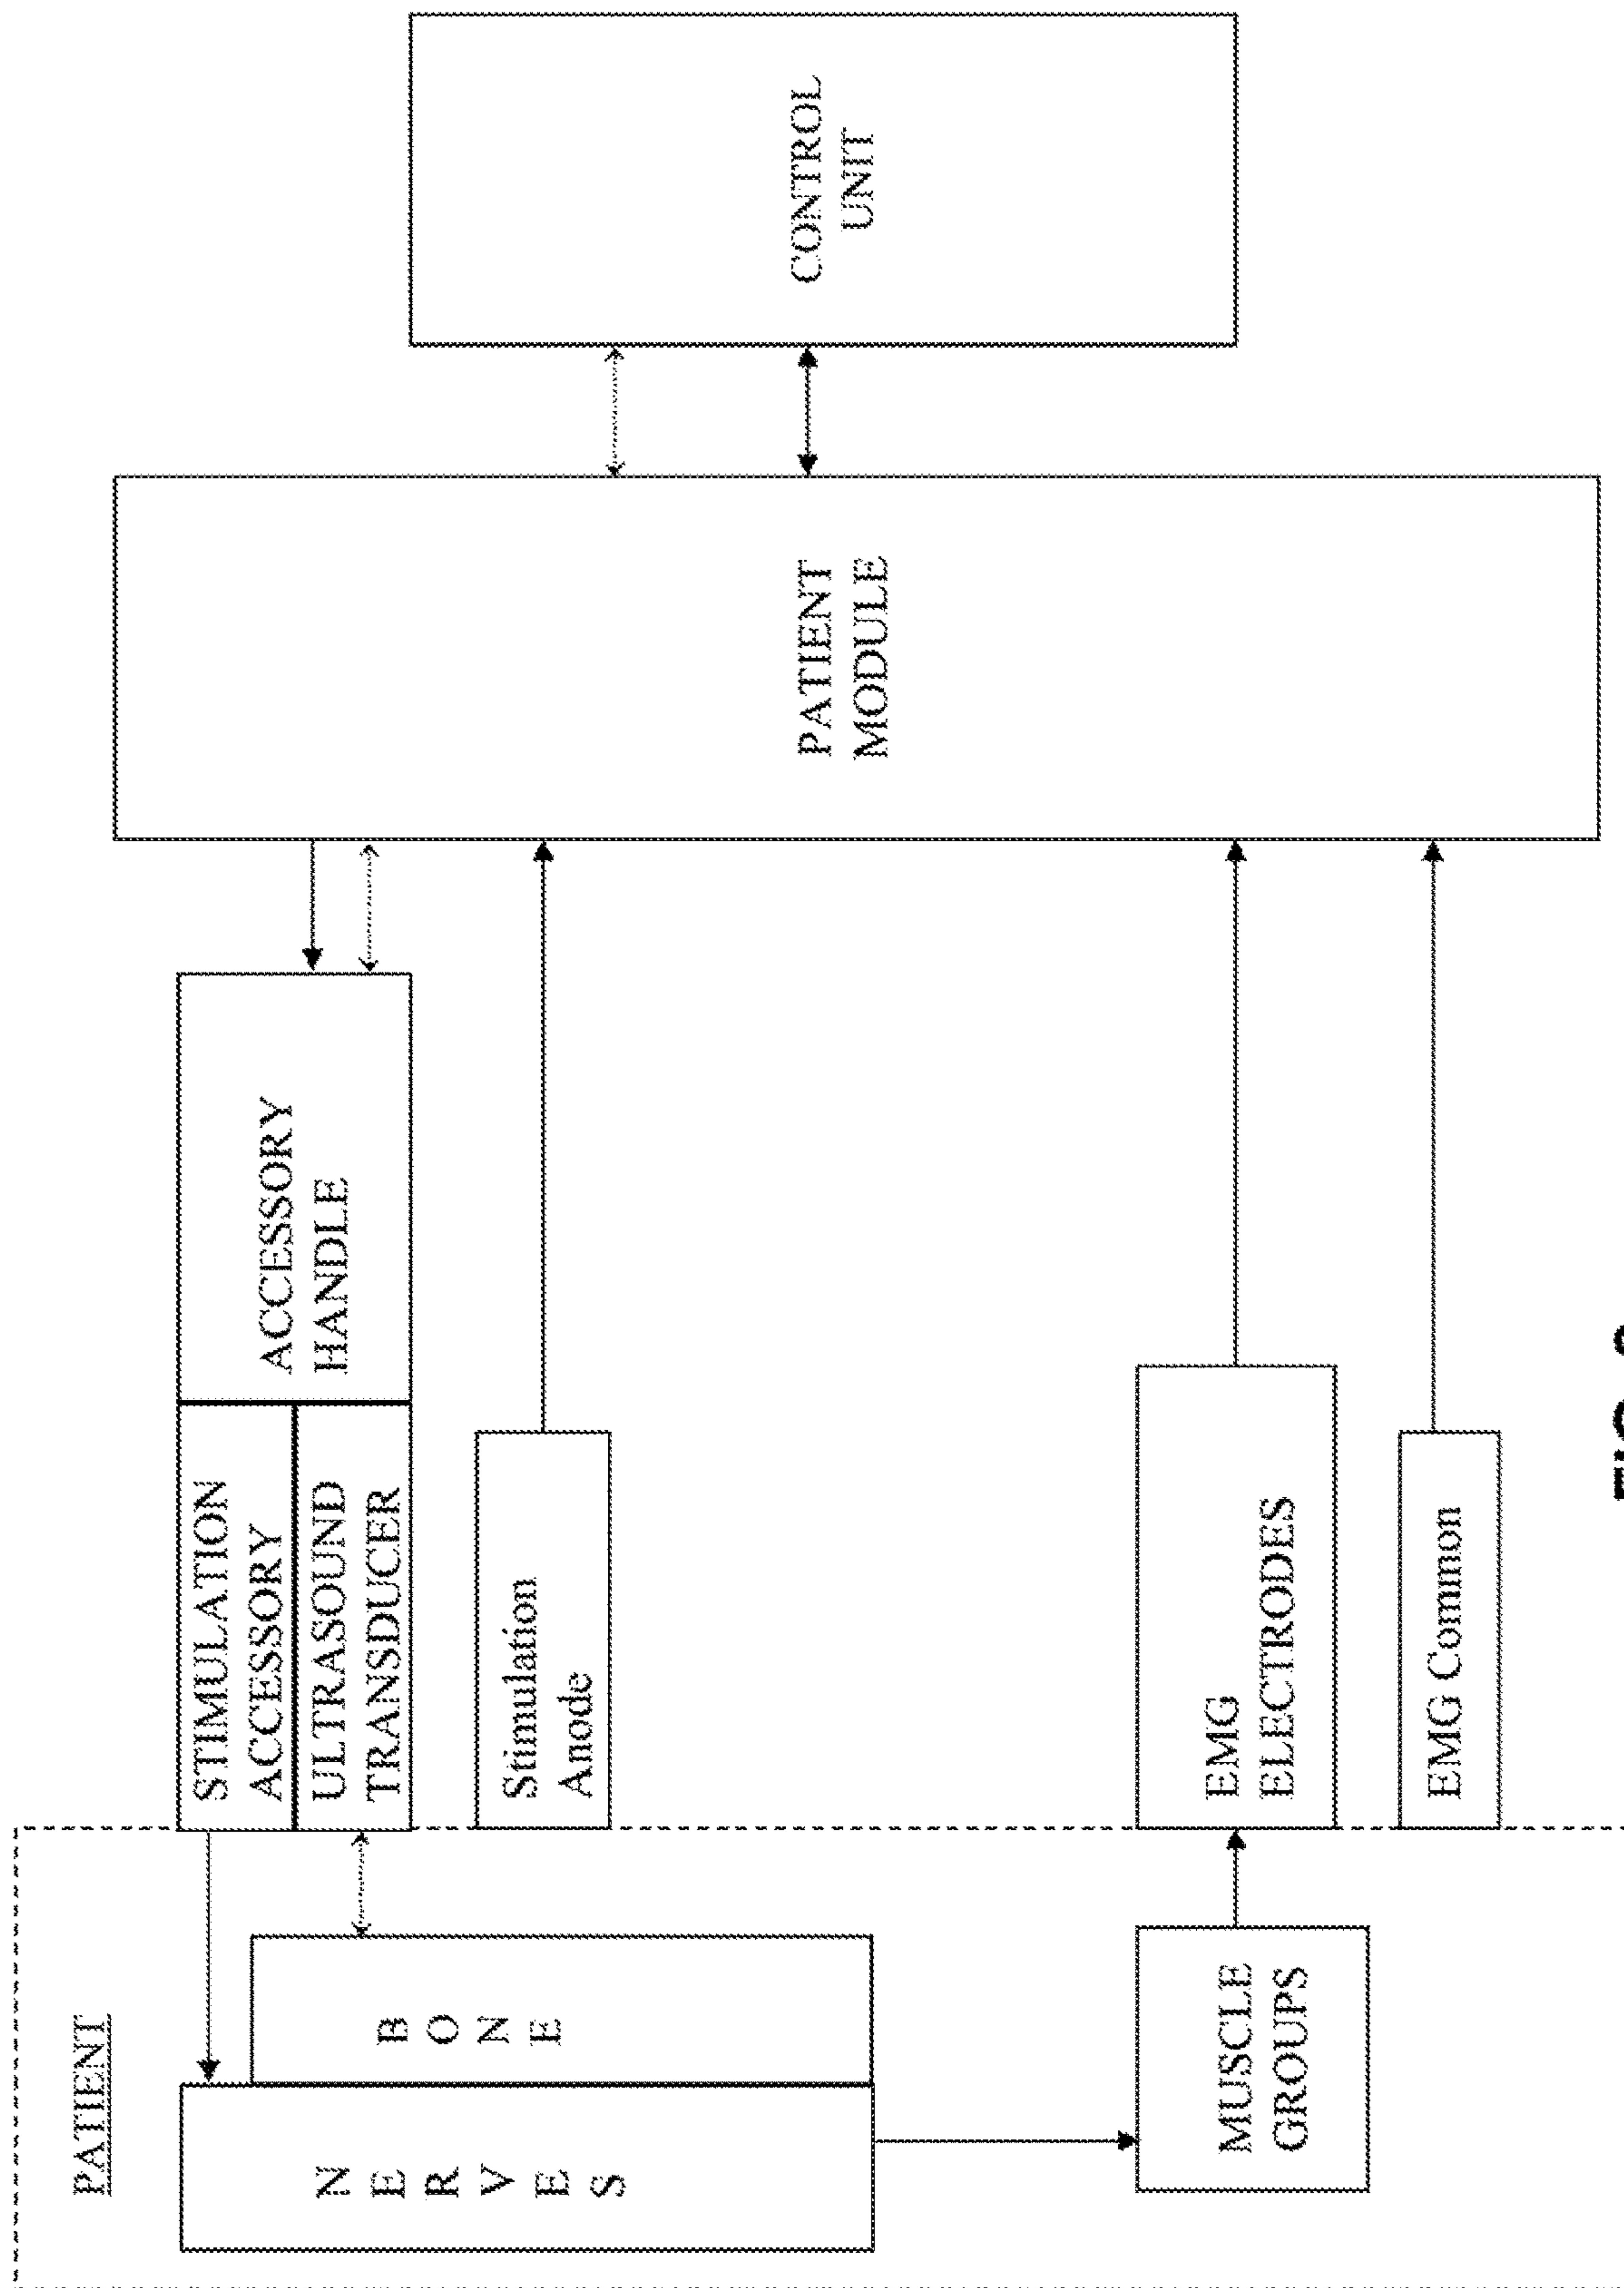 PATIENT
N
E
R
V
E
S
B
O
N
E
STIMULATION
ACCESSORY
ULTRASOUND
TRANSDUCER
ACCESSORY
HANDLE
Stimulation
Anode
MUSCLE
GROUPS
EMG
ELECTRODES
EMG Common
PATIENT
MODULE
CONTROL
UNIT